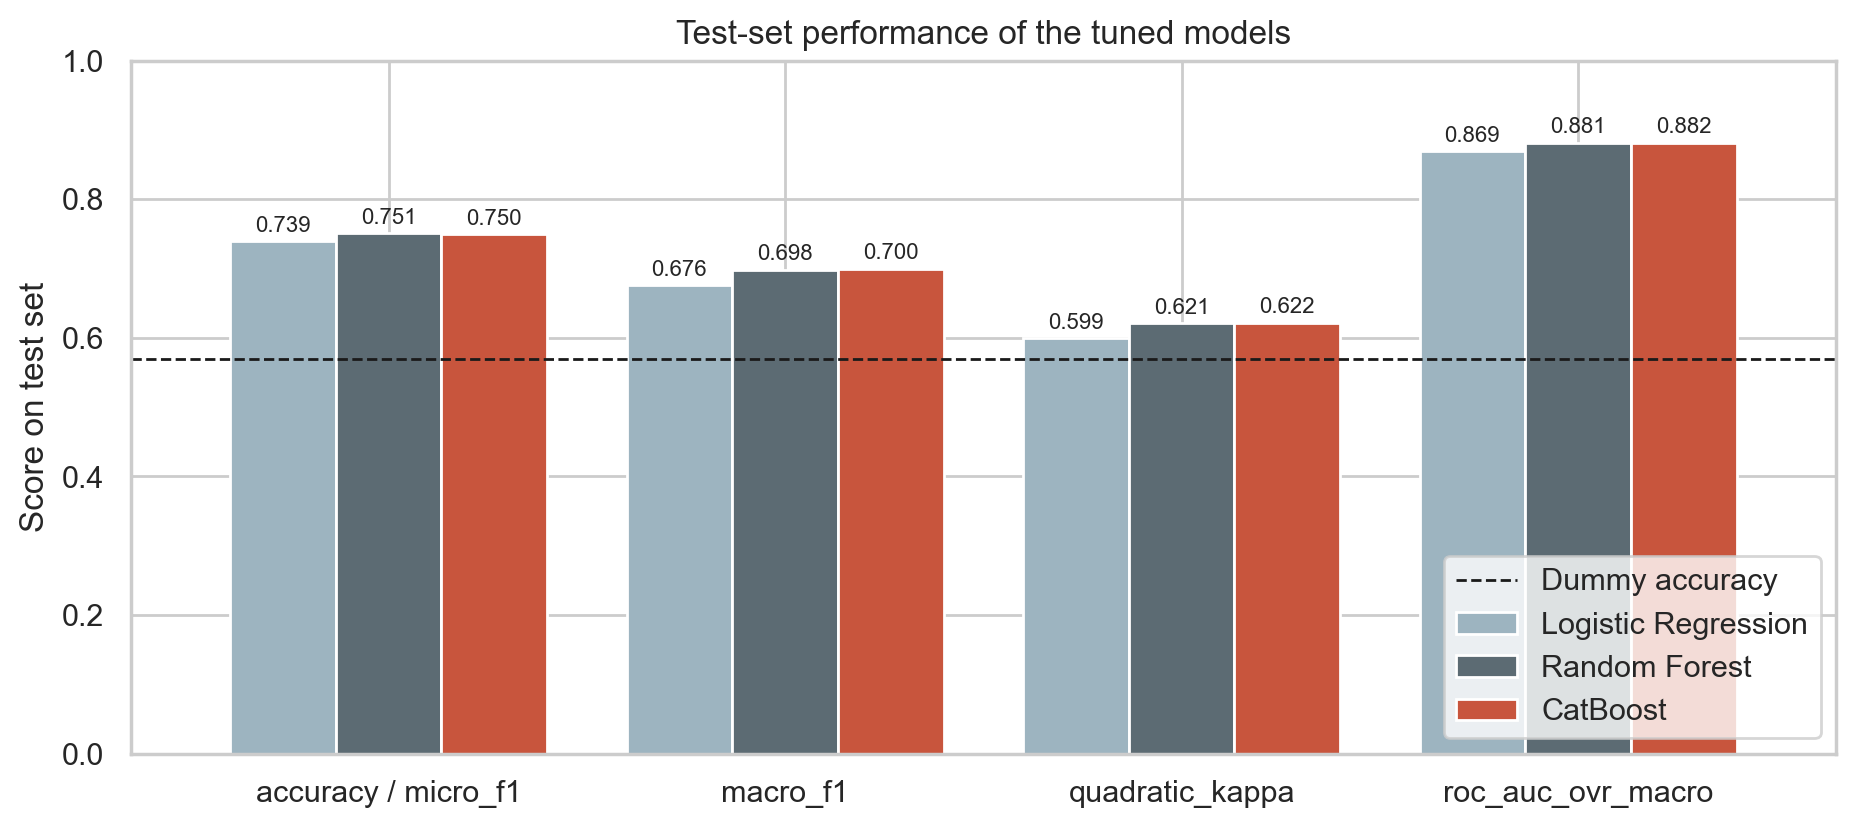 Test-set performance of the tuned models
Score on test set
1.0
0.8
0.6
0.4
0.2
0.0
0.739
0.751
0.750
0.676
0.698
0.700
0.599
0.621
0.622
0.869
0.881
0.882
Dummy accuracy
Logistic Regression
Random Forest
CatBoost
accuracy / micro_f1
macro_f1
quadratic_kappa
roc_auc_ovr_macro